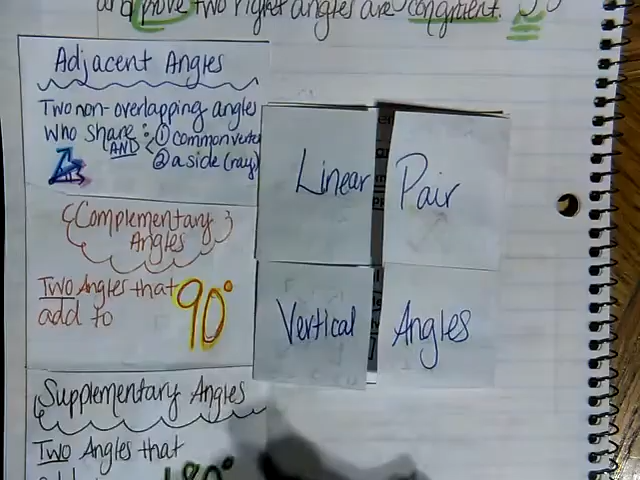 and prove two right angles are congruent.
Adjacent Angles
Two non-overlapping angles
who share: ① common vertex
AND
② a side (ray)
Complementary
Angles
TWO Angles that
add to 90°
Supplementary Angles
TWO Angles that
180°
Linear Pair
Vertical Angles